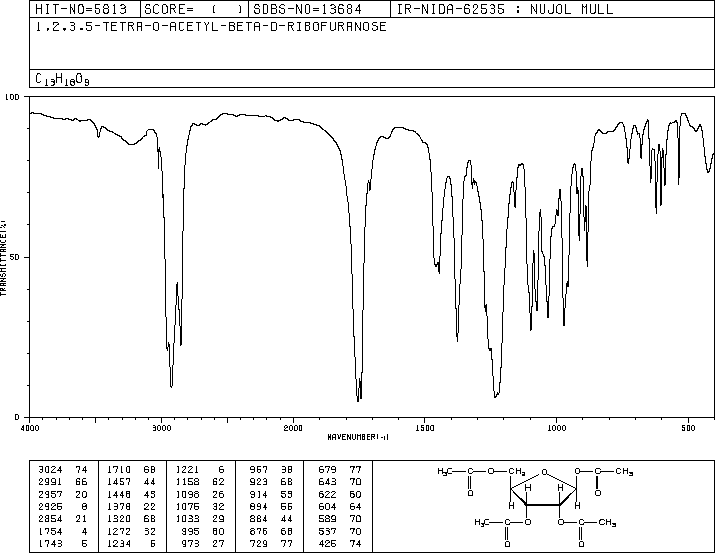 HIT-NO=5813 SCORE= ( ) SDBS-NO=13684 IR-NIDA-62535 : NUJOL MULL
1,2,3,5-TETRA-O-ACETYL-BETA-D-RIBOFURANOSE
C13H18O9
100
50
0
TRANSMITTANCE(%)
4000 3000 2000 1500 1000 500
WAVENUMBER(-1)
3024 74 1710 68 1221 6 967 38 679 77
2991 66 1457 44 1158 62 923 68 643 70
2957 20 1448 43 1098 26 914 53 622 60
2925 8 1378 22 1075 32 894 55 604 64
2854 21 1320 68 1033 29 884 44 589 70
1754 4 1272 32 995 60 876 68 537 70
1743 5 1234 6 973 27 729 77 426 74
H3C C O CH2 O O C CH3
O H H O
H H
H3C C O O C CH3
O O